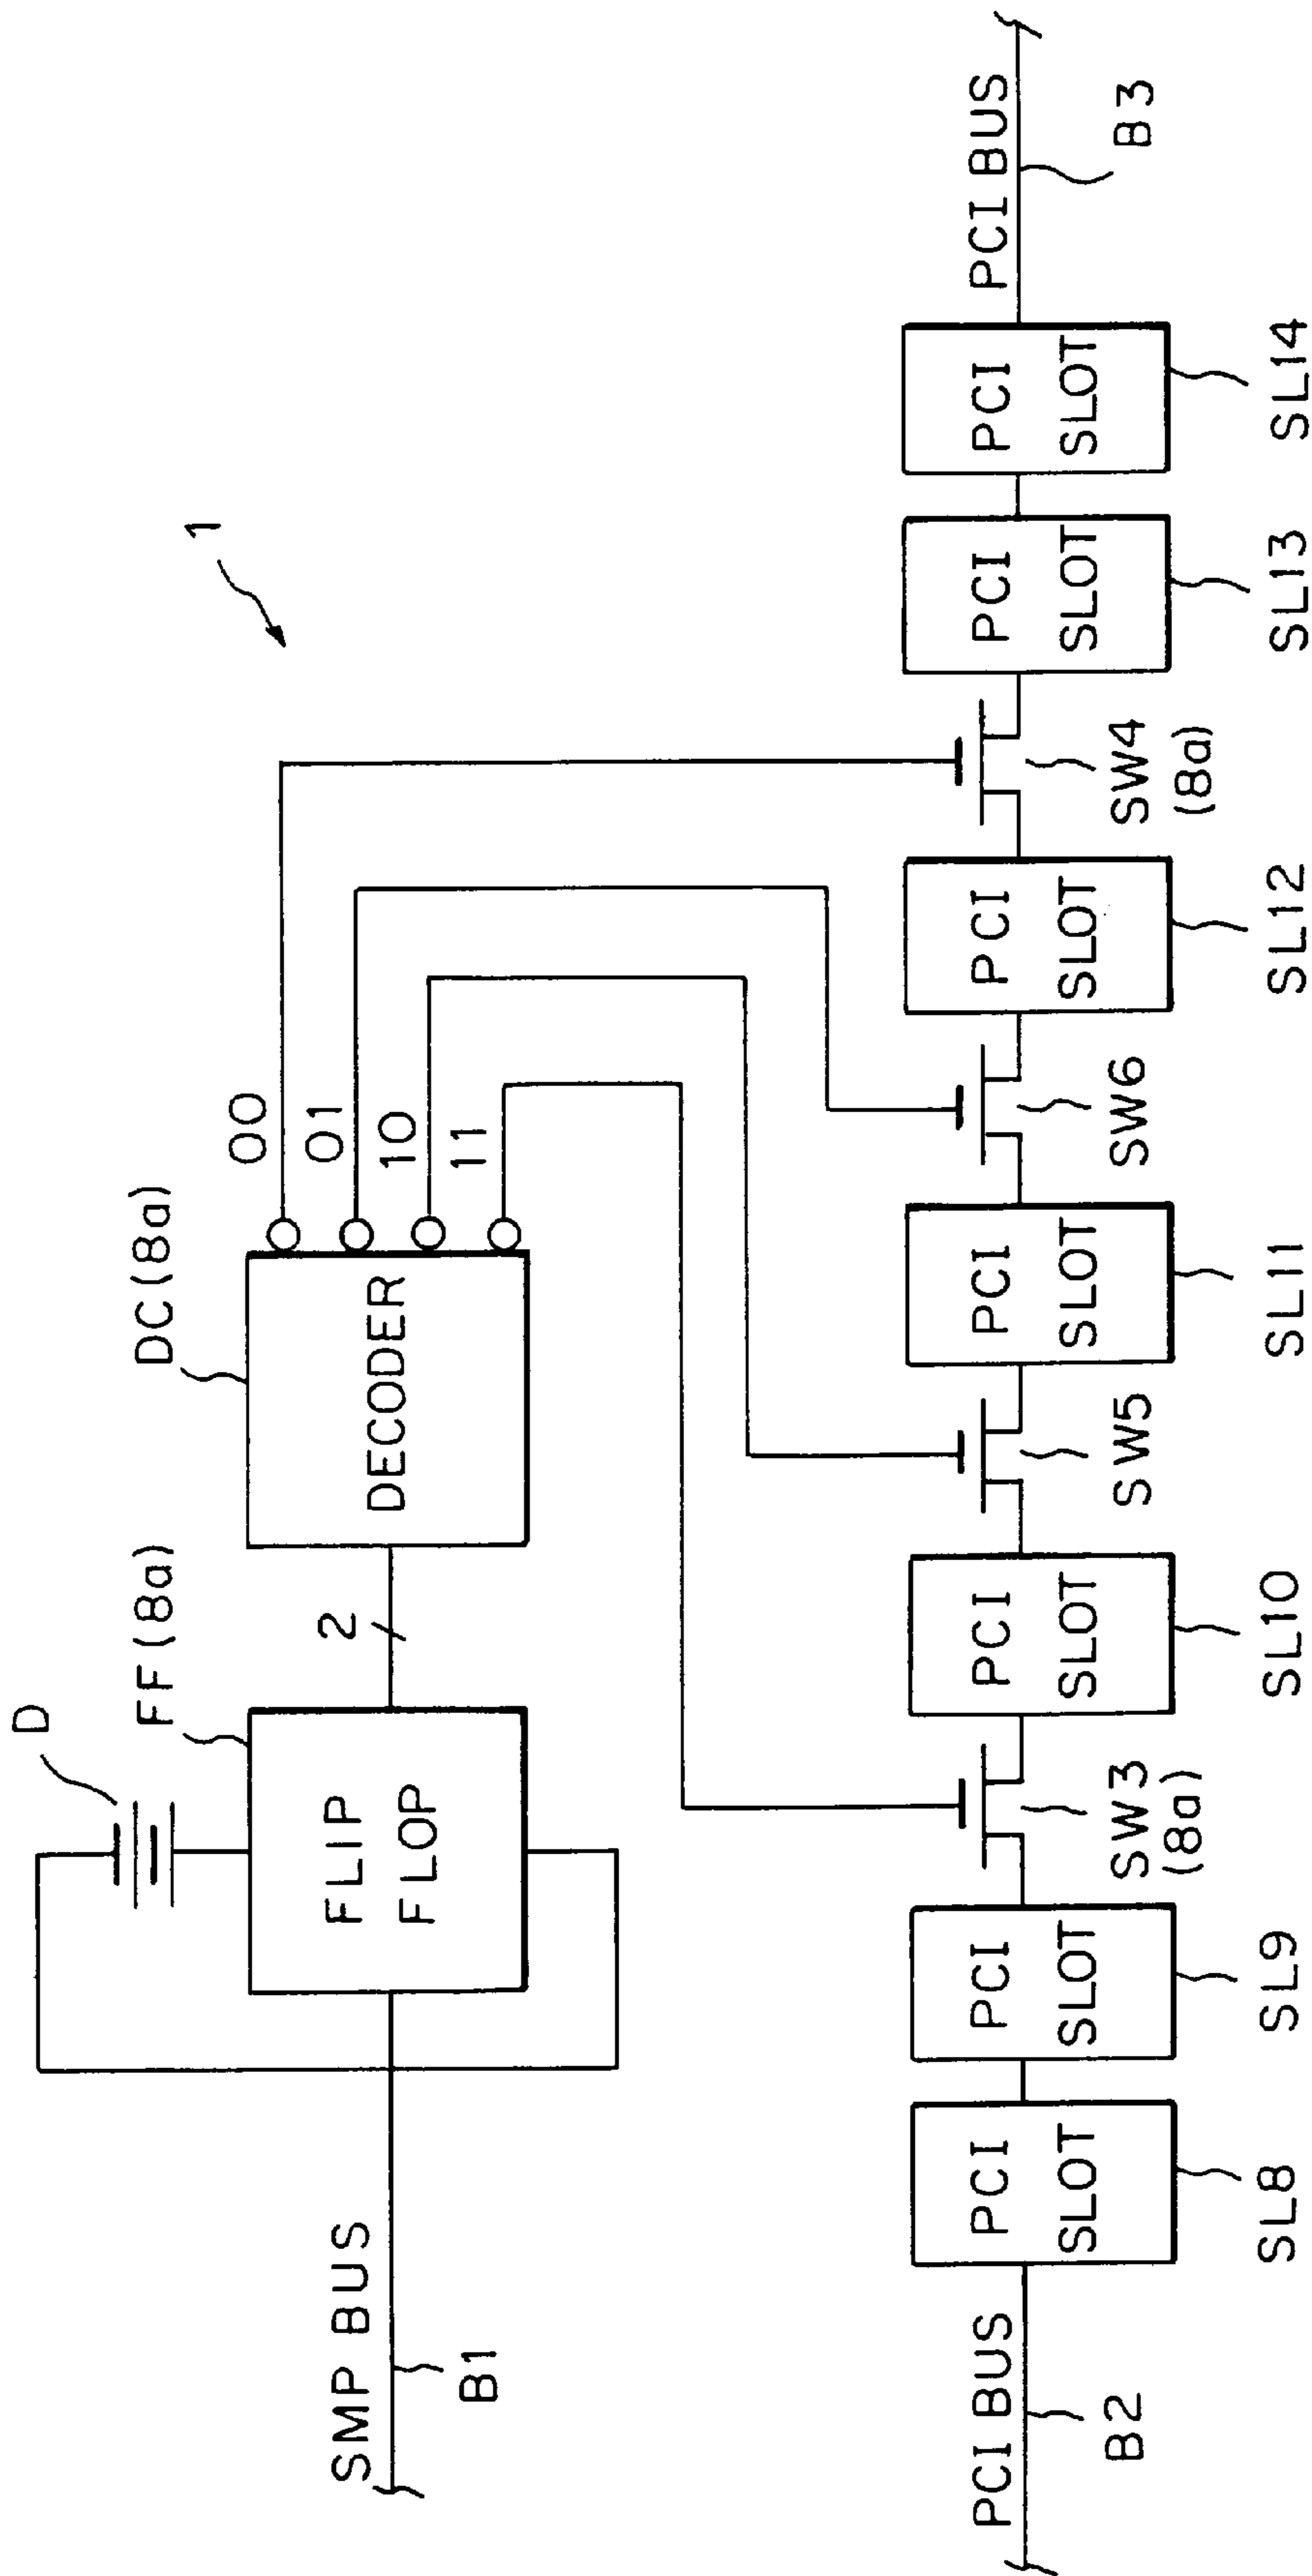 1
D
FF (8a)
DC (8a)
SMP BUS
B1
FLIP
FLOP
2
DECODER
00
01
10
11
PCI BUS
B2
PCI
SLOT
SL8
PCI
SLOT
SL9
SW3
(8a)
PCI
SLOT
SL10
SW5
PCI
SLOT
SL11
SW6
PCI
SLOT
SL12
SW4
(8a)
PCI
SLOT
SL13
PCI
SLOT
SL14
PCI BUS
B3